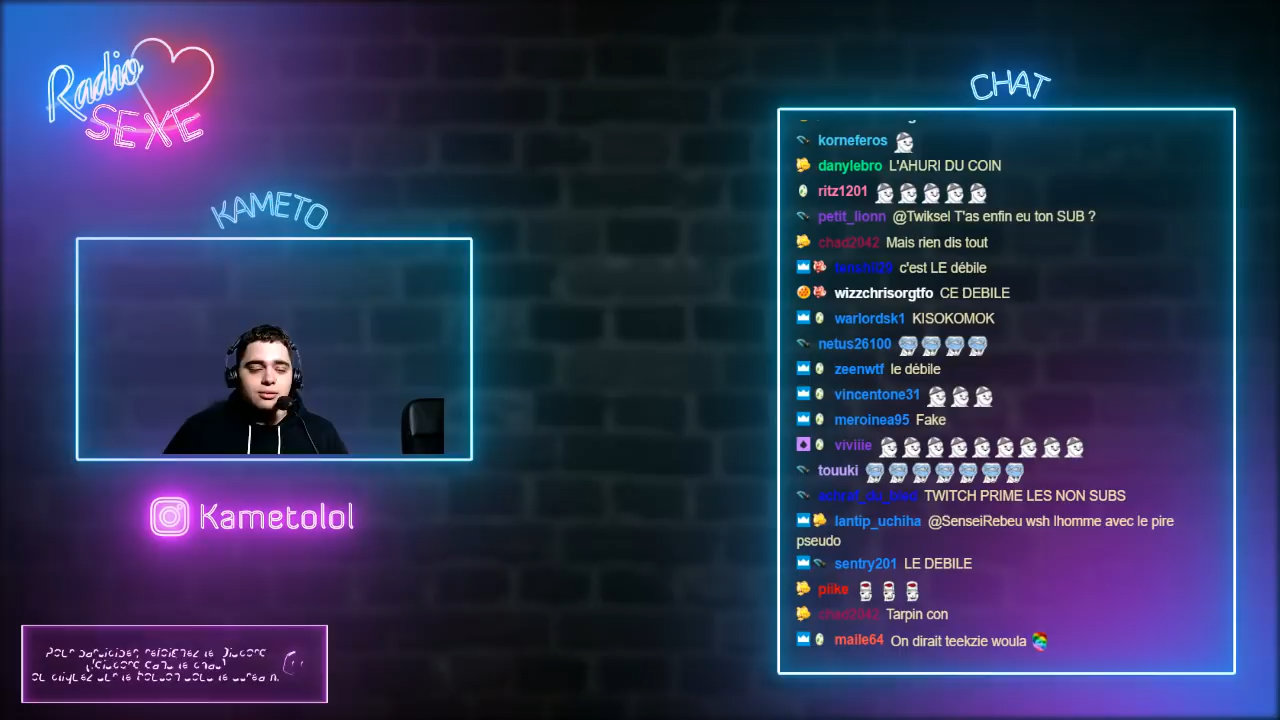 Radio
SEXE
KAMETO
Kametolol
CHAT
korneferos
danylebro L'AHURI DU COIN
ritz1201
petit_lionn @Twiksel T'as enfin eu ton SUB ?
chad2042 Mais rien dis tout
tenshii29 c'est LE débile
wizzchrisorgtfo CE DEBILE
warlordsk1 KISOKOMOK
netus26100
zeenwtf le débile
vincentone31
meroinea95 Fake
viviiie
touuki
achraf_du_bled TWITCH PRIME LES NON SUBS
lantip_uchiha @SenseiRebeu wsh lhomme avec le pire
pseudo
sentry201 LE DEBILE
piike
chad2042 Tarpin con
maile64 On dirait teekzie woula